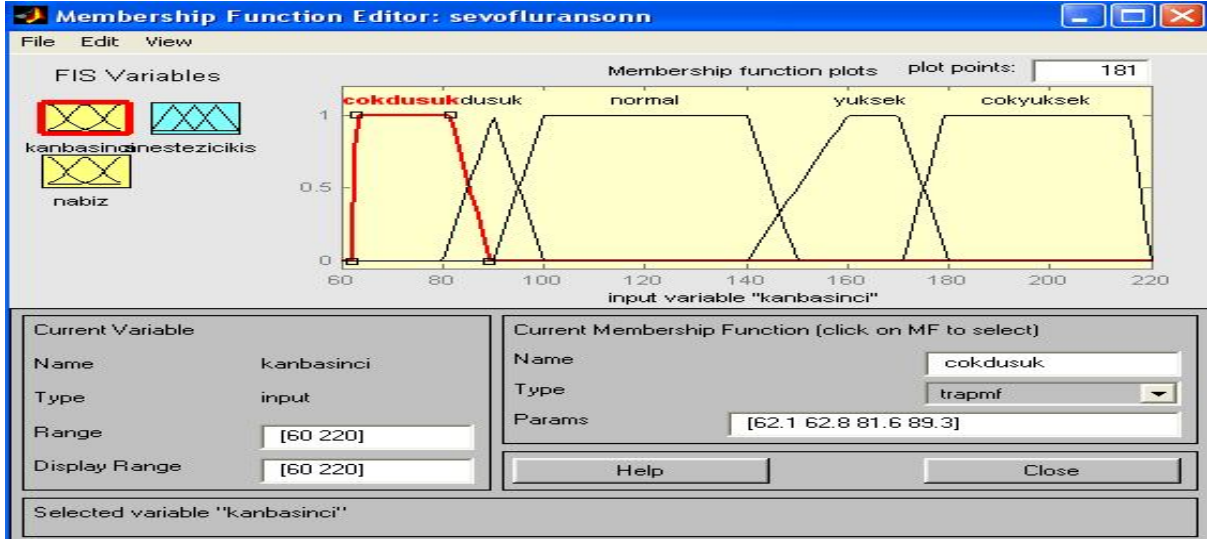 Membership Function Editor: sevofluransonn
File Edit View
FIS Variables
kanbasinci
anestezicikis
nabiz
Membership function plots plot points: 181
cokdusuk dusuk normal yuksek cokyuksek
1
0.5
0
60 80 100 120 140 160 180 200 220
input variable "kanbasinci"
Current Variable
Name kanbasinci
Type input
Range [60 220]
Display Range [60 220]
Current Membership Function (click on MF to select)
Name cokdusuk
Type trapmf
Params [62.1 62.8 81.6 89.3]
Help Close
Selected variable "kanbasinci"